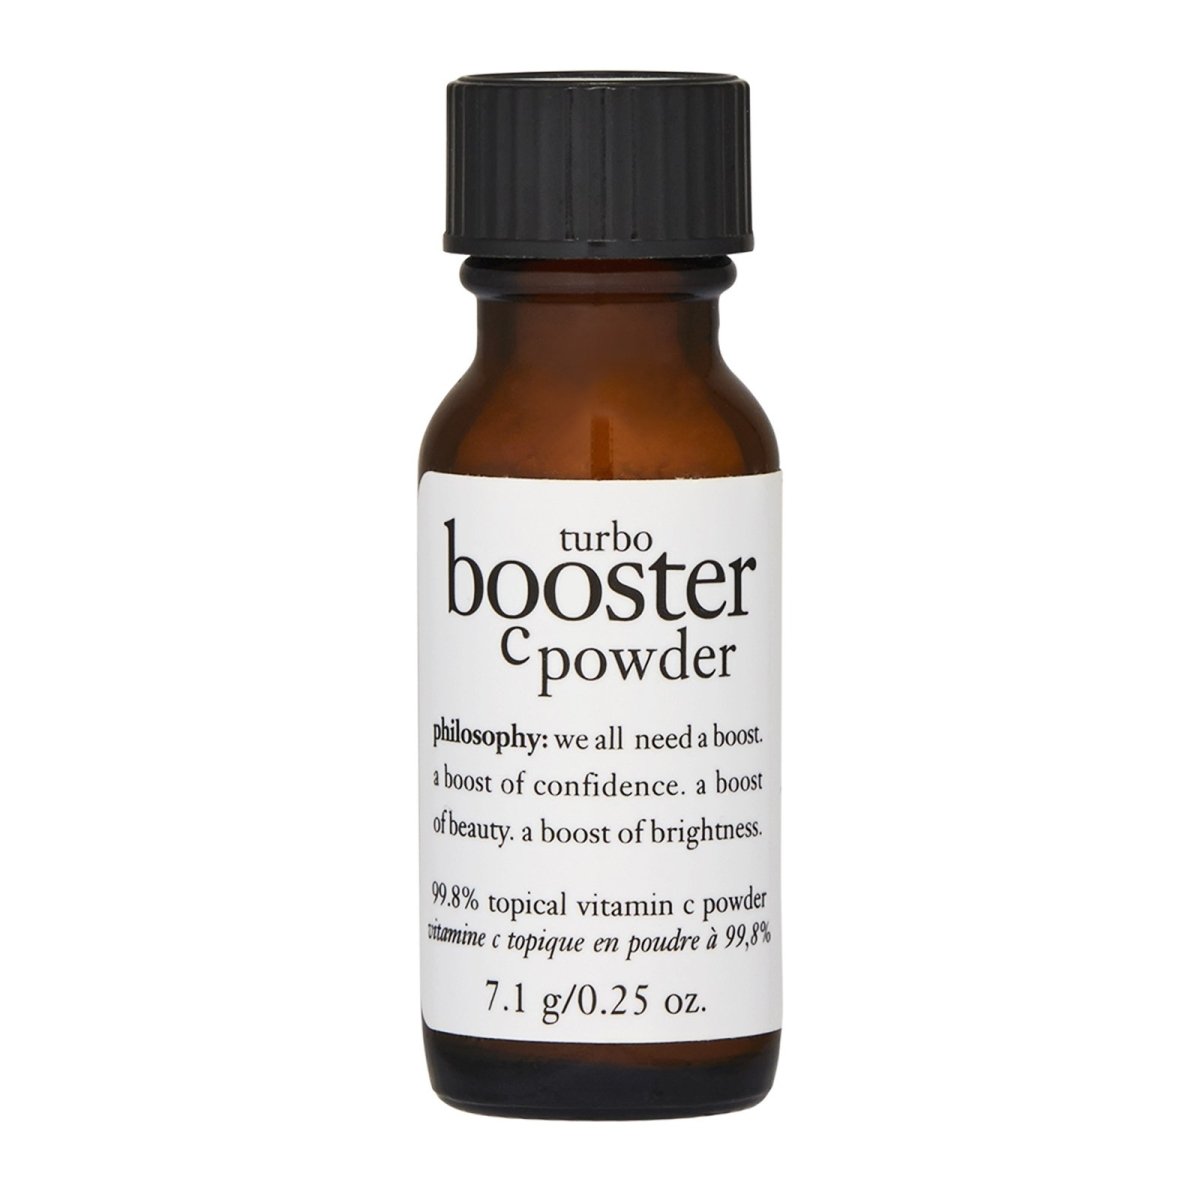 turbo
booster
c powder
philosophy: we all need a boost.
a boost of confidence. a boost
of beauty. a boost of brightness.
99.8% topical vitamin c powder
vitamine c topique en poudre à 99,8%
7.1 g/0.25 oz.